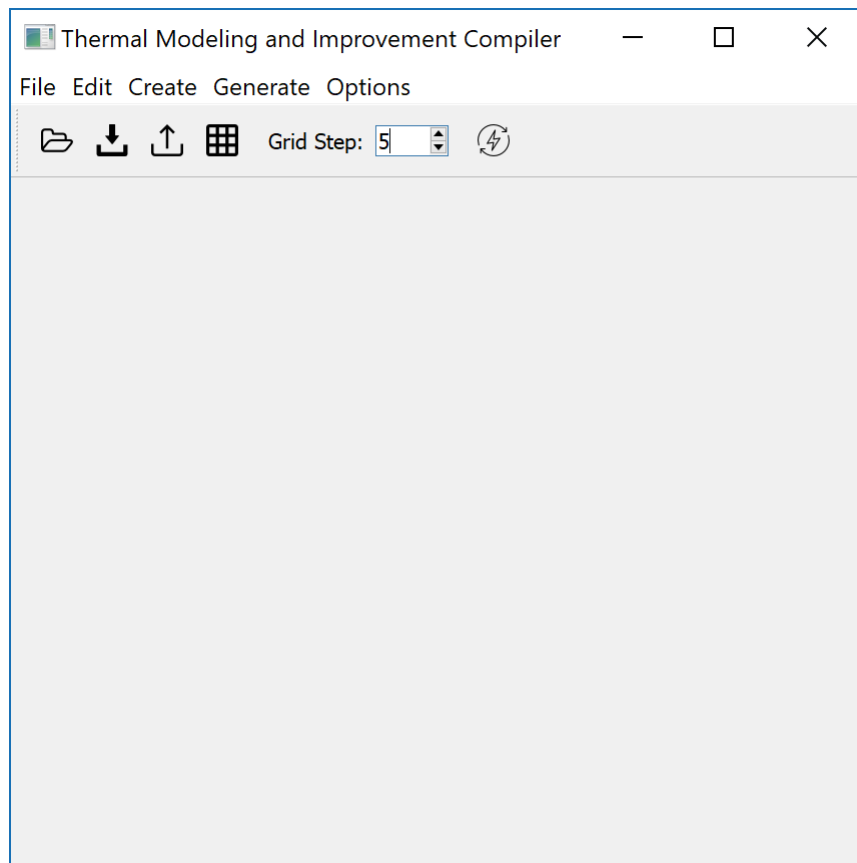 Thermal Modeling and Improvement Compiler
File Edit Create Generate Options
Grid Step: 5